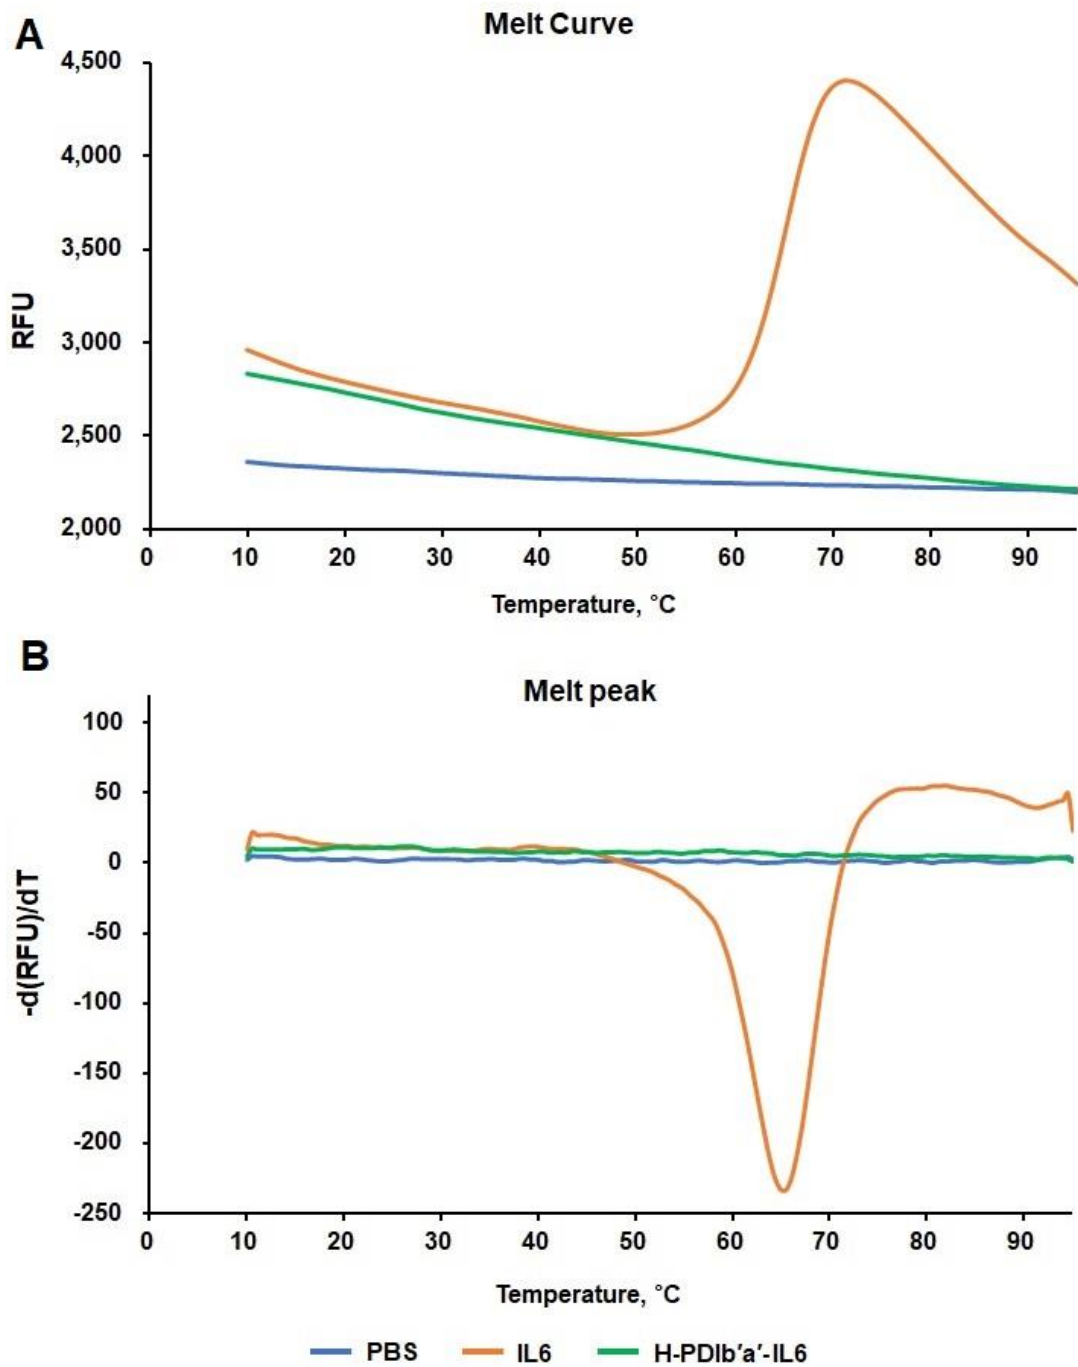 A
Melt Curve
4,500
4,000
3,500
3,000
2,500
2,000
RFU
0 10 20 30 40 50 60 70 80 90
Temperature, °C
B
Melt peak
100
50
0
-50
-100
-150
-200
-250
-d(RFU)/dT
0 10 20 30 40 50 60 70 80 90
Temperature, °C
PBS IL6 H-PDIb′a′-IL6